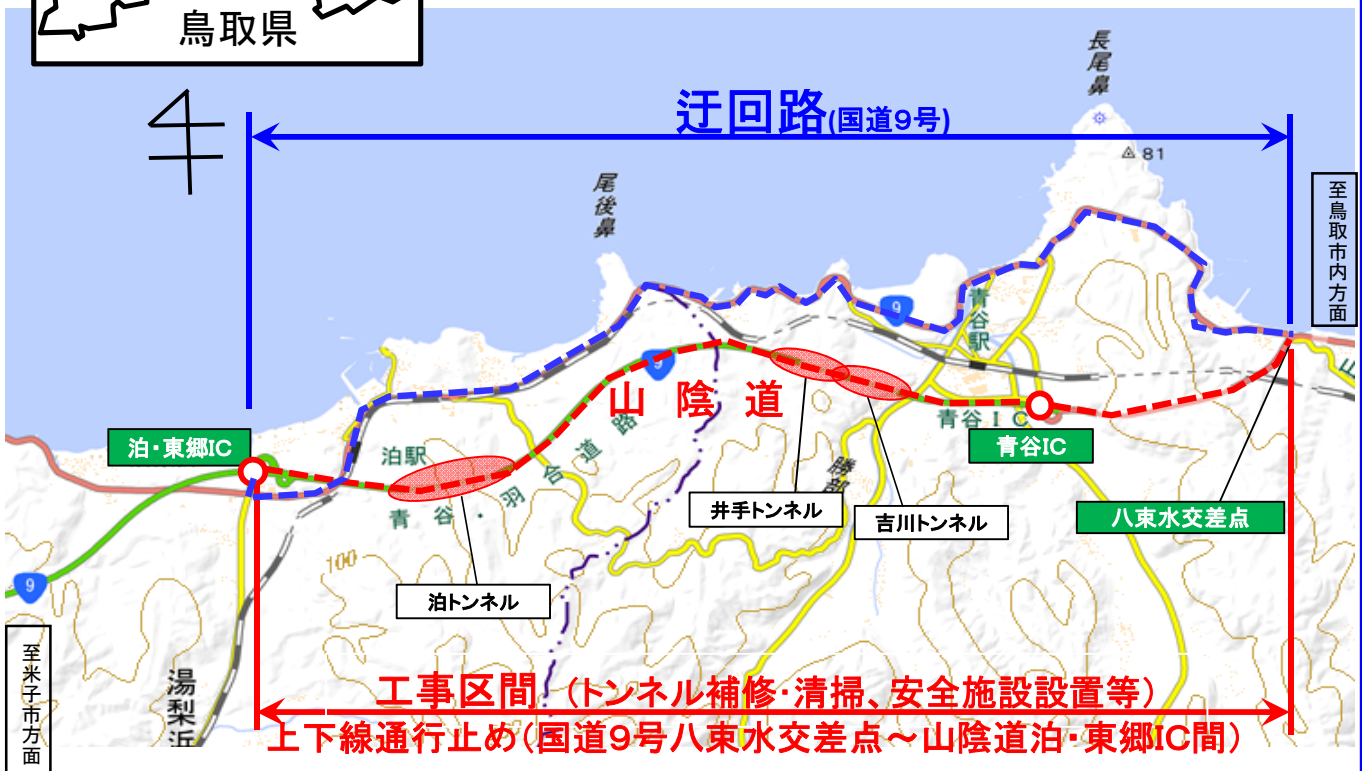 鳥取県
長尾鼻
迂回路(国道9号)
81
尾後鼻
至鳥取市内方面
9
青谷駅
9
山陰道
泊・東郷IC
泊駅
青谷IC
青谷IC
青谷・羽合道路
勝部
井手トンネル
吉川トンネル
八束水交差点
100
9
泊トンネル
至米子市方面
湯梨浜
工事区間 (トンネル補修・清掃、安全施設設置等)
上下線通行止め(国道9号八束水交差点~山陰道泊・東郷IC間)